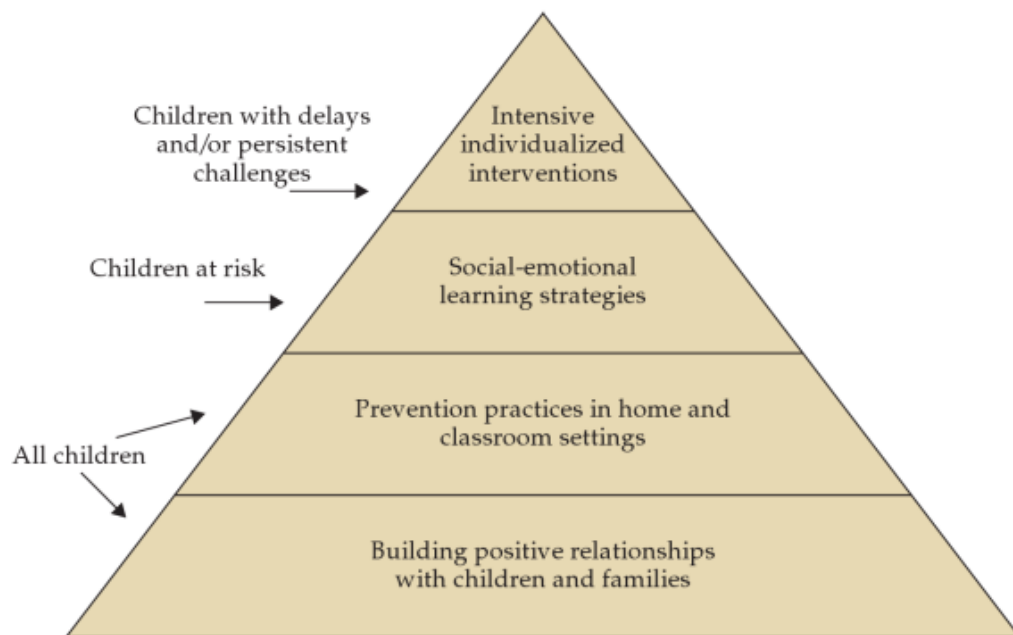 Children with delays
and/or persistent
challenges
Intensive
individualized
interventions
Children at risk
Social-emotional
learning strategies
All children
Prevention practices in home and
classroom settings
Building positive relationships
with children and families